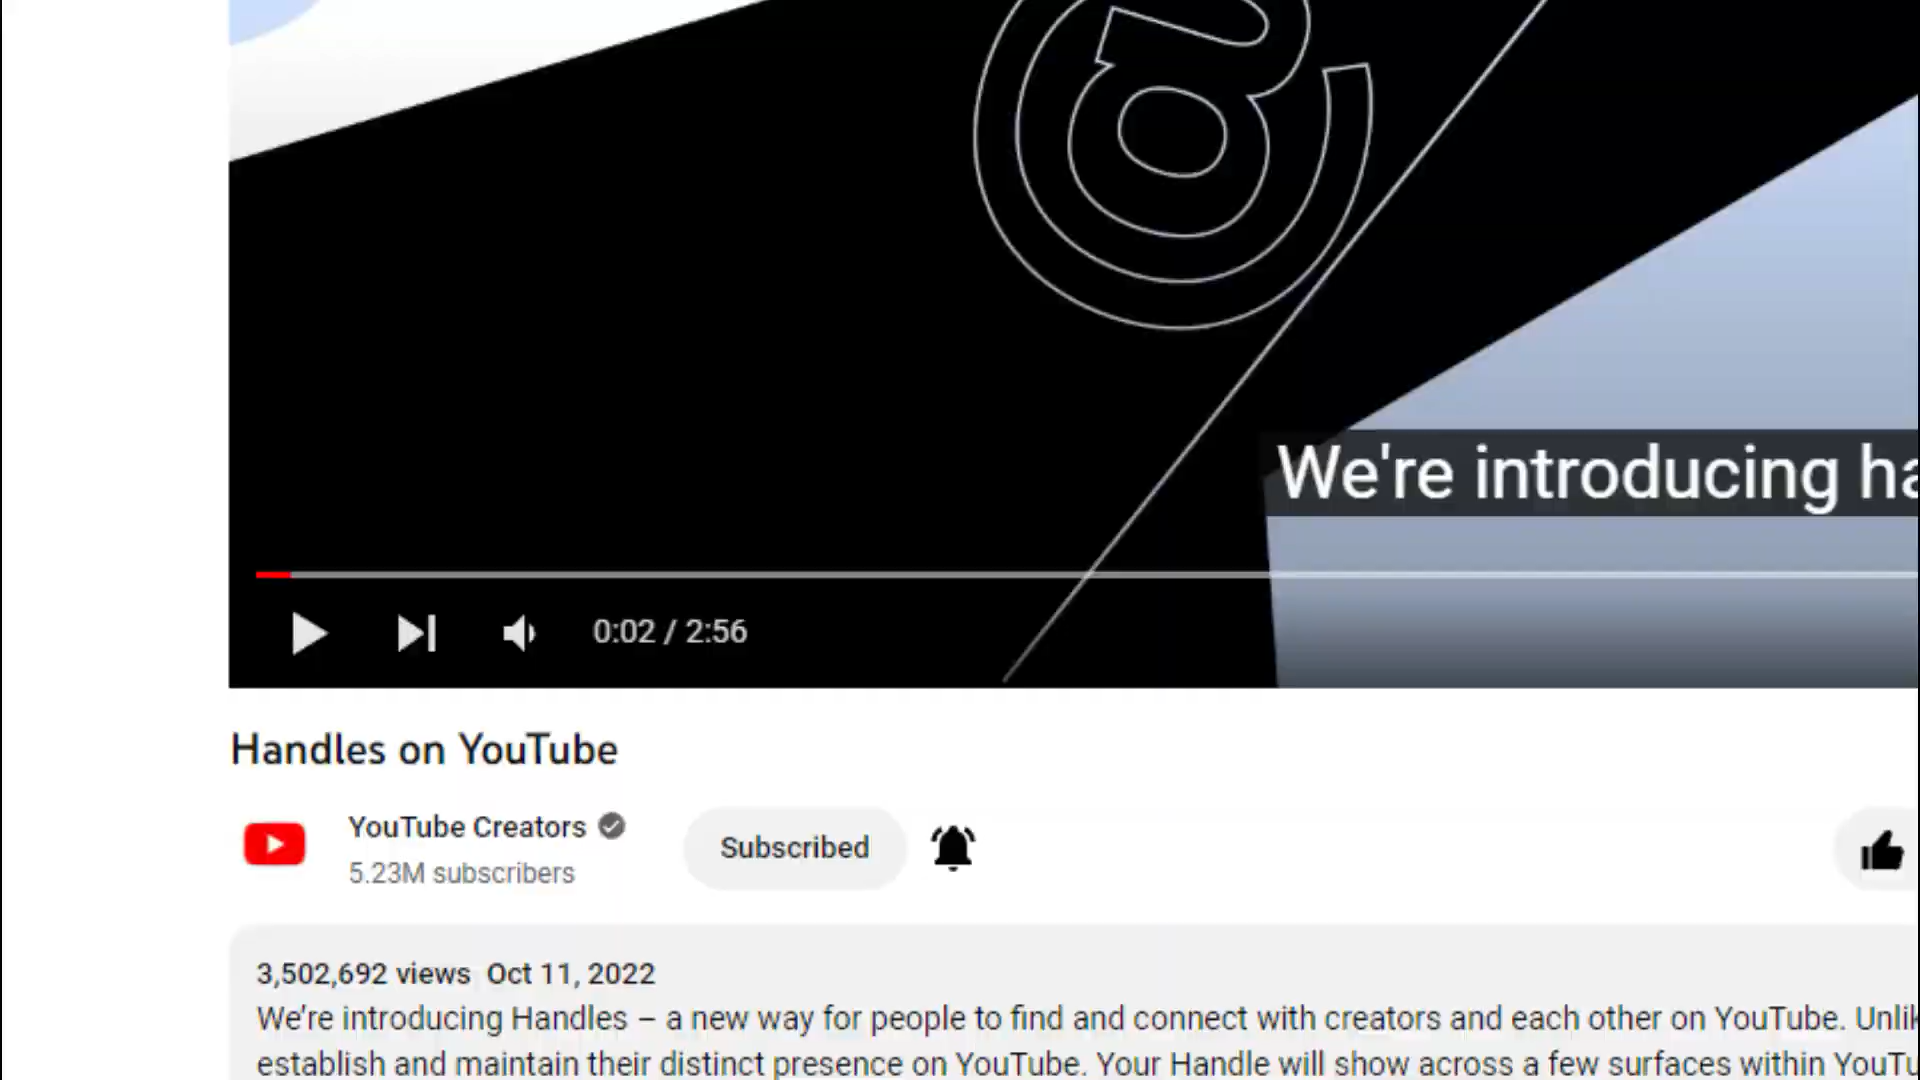 @
We're introducing
0:02 / 2:56
Handles on YouTube
YouTube Creators
5.23M subscribers
Subscribed
3,502,692 views Oct 11, 2022
We're introducing Handles – a new way for people to find and connect with creators and each other on YouTube.
establish and maintain their distinct presence on YouTube. Your Handle will show across a few surfaces within